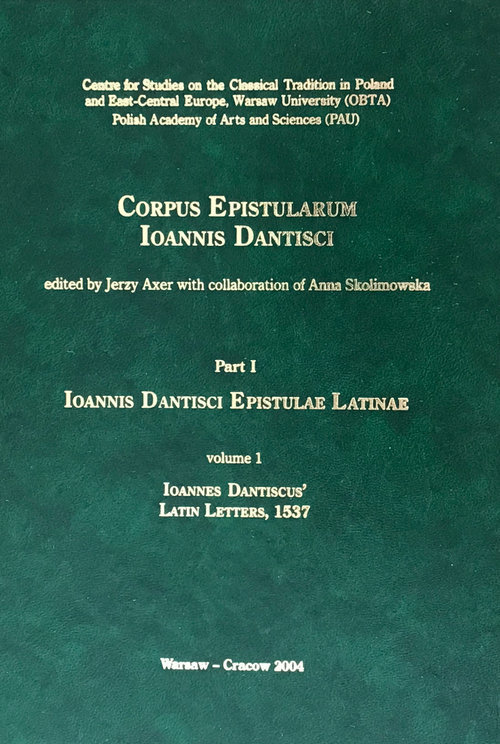 Centre for Studies on the Classical Tradition in Poland
and East-Central Europe, Warsaw University (OBTA)
Polish Academy of Arts and Sciences (PAU)
CORPUS EPISTULARUM
IOANNIS DANTISCI
edited by Jerzy Axer with collaboration of Anna Skolimowska
Part I
IOANNIS DANTISCI EPISTULAE LATINAE
volume 1
IOANNES DANTISCUS'
LATIN LETTERS, 1537
Warsaw – Cracow 2004